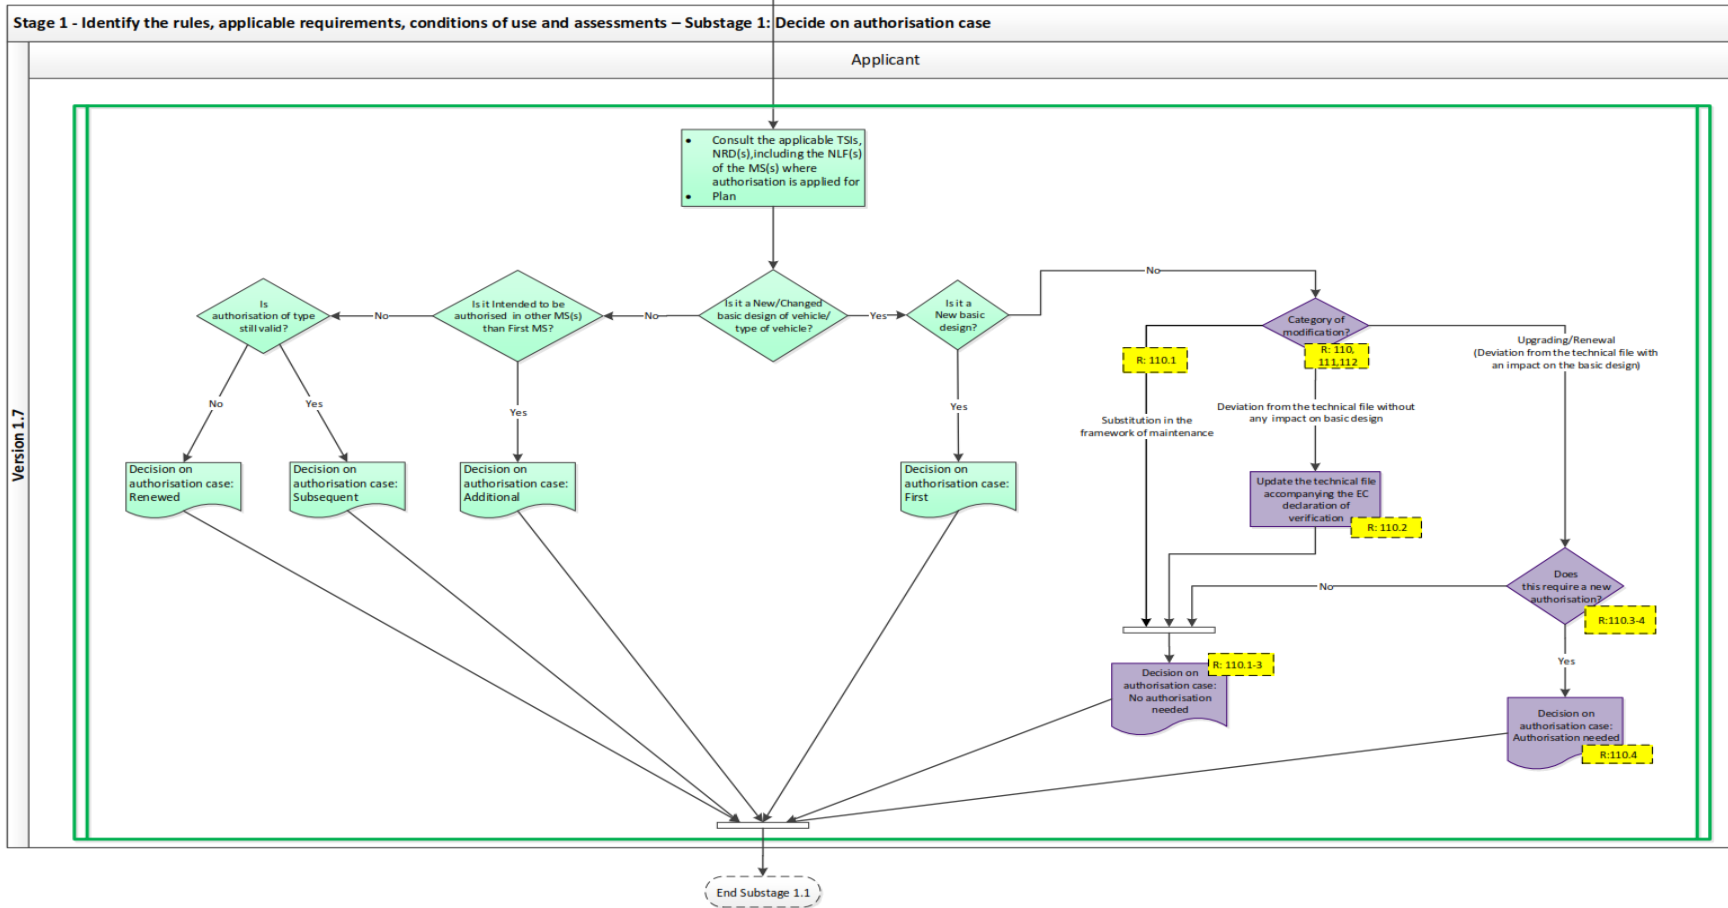 Stage 1 - Identify the rules, applicable requirements, conditions of use and assessments – Substage 1: Decide on authorisation case
Applicant
Version 1.7
• Consult the applicable TSIs,
NRD(s),including the NLF(s)
of the MS(s) where
authorisation is applied for
• Plan
Is
authorisation of type
still valid?
No
Is it Intended to be
authorised in other MS(s)
than First MS?
No
Is it a New/Changed
basic design of vehicle/
type of vehicle?
Yes
Is it a
New basic
design?
No
Category of
modification?
R: 110,
111,112
R: 110.1
Upgrading/Renewal
(Deviation from the technical file with
an impact on the basic design)
No
Yes
Yes
Yes
Substitution in the
framework of maintenance
Deviation from the technical file without
any impact on basic design
Decision on
authorisation case:
Renewed
Decision on
authorisation case:
Subsequent
Decision on
authorisation case:
Additional
Decision on
authorisation case:
First
Update the technical file
accompanying the EC
declaration of
verification
R: 110.2
Does
this require a new
authorisation?
R:110.3-4
No
Yes
R: 110.1-3
Decision on
authorisation case:
No authorisation
needed
Decision on
authorisation case:
Authorisation needed
R:110.4
End Substage 1.1